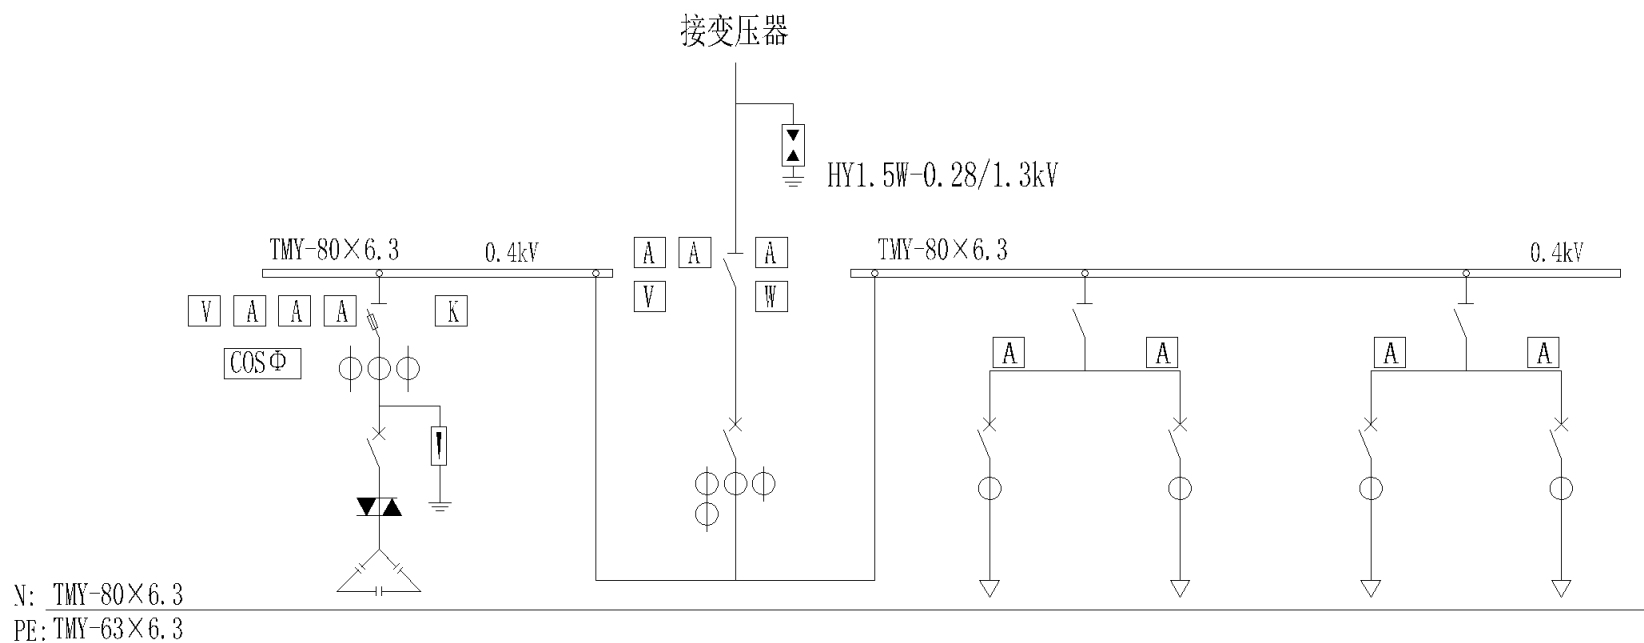 接变压器
HY1.5W-0.28/1.3kV
TMY-80×6.3 0.4kV
A A A
TMY-80×6.3 0.4kV
V W
V A A A K
COSΦ
A A A A
N: TMY-80×6.3
PE: TMY-63×6.3